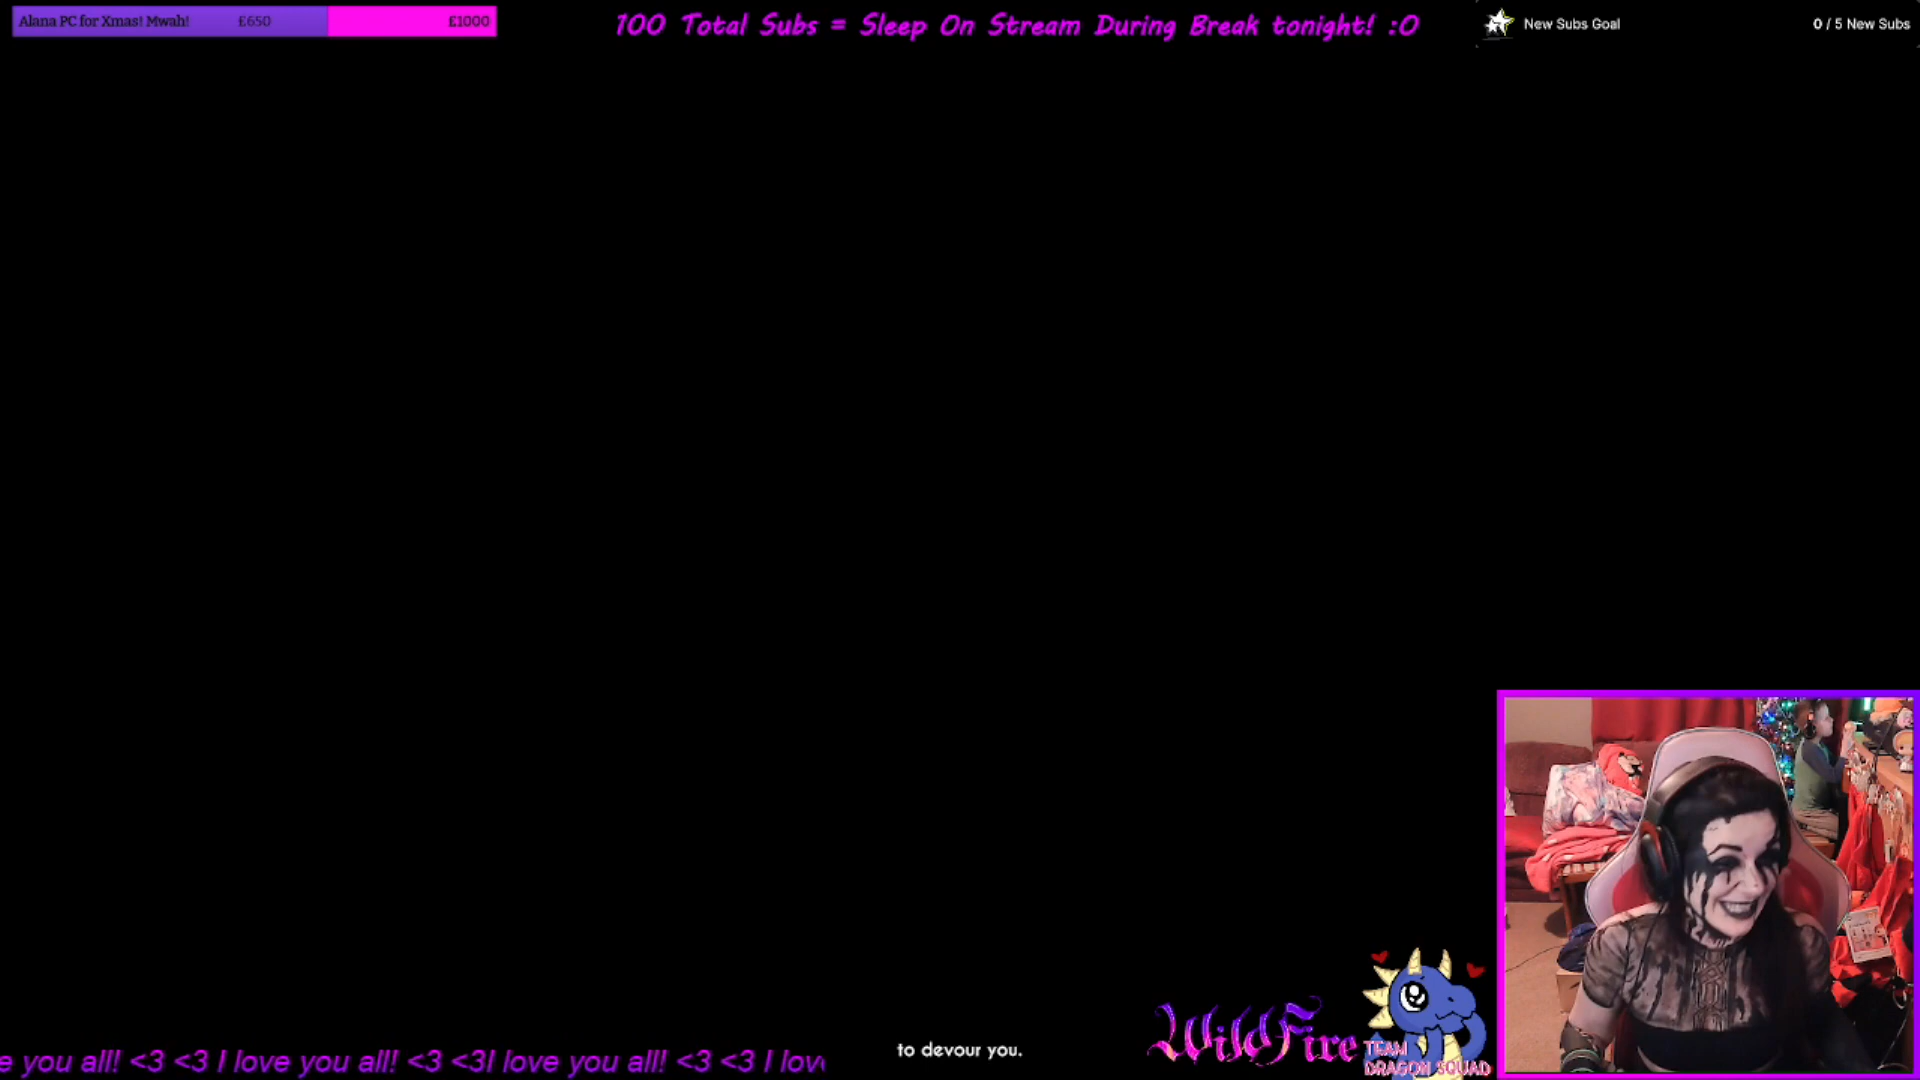 Alana PC for Xmas! Mwah! £650 £1000
100 Total Subs = Sleep On Stream During Break tonight! :O
New Subs Goal 0 / 5 New Subs
to devour you.
WildFire
TEAM
DRAGON SQUAD
e you all! <3 <3 I love you all! <3 <3I love you all! <3 <3 I lov